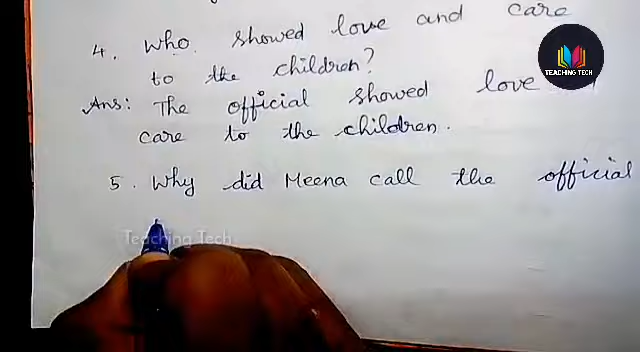 4. Who showed love and care
to the children?
Ans: The official showed love
care to the children.
5. Why did Meena call the official
TEACHING TECH
Teaching Tech